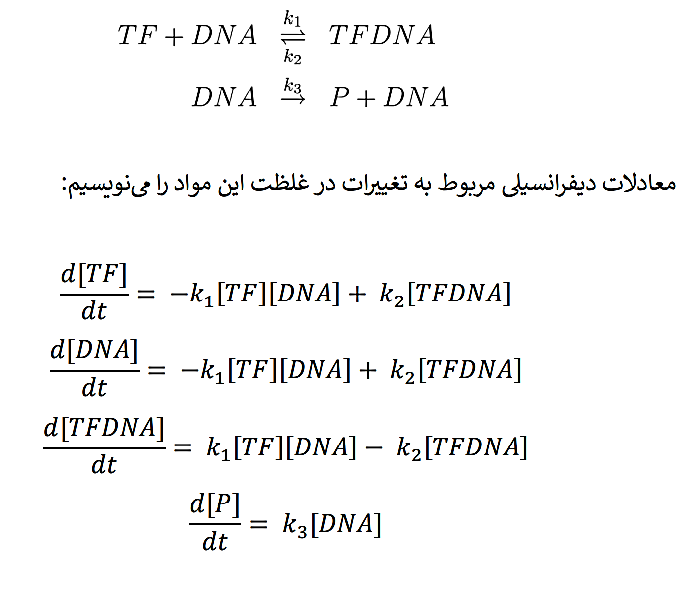 TF + DNA ⇌ TFDNA k₁ k₂
DNA → P + DNA k₃
معادلات دیفرانسیلی مربوط به تغییرات در غلظت این مواد را می‌نویسیم:
d[TF]/dt = −k₁[TF][DNA] + k₂[TFDNA]
d[DNA]/dt = −k₁[TF][DNA] + k₂[TFDNA]
d[TFDNA]/dt = k₁[TF][DNA] − k₂[TFDNA]
d[P]/dt = k₃[DNA]